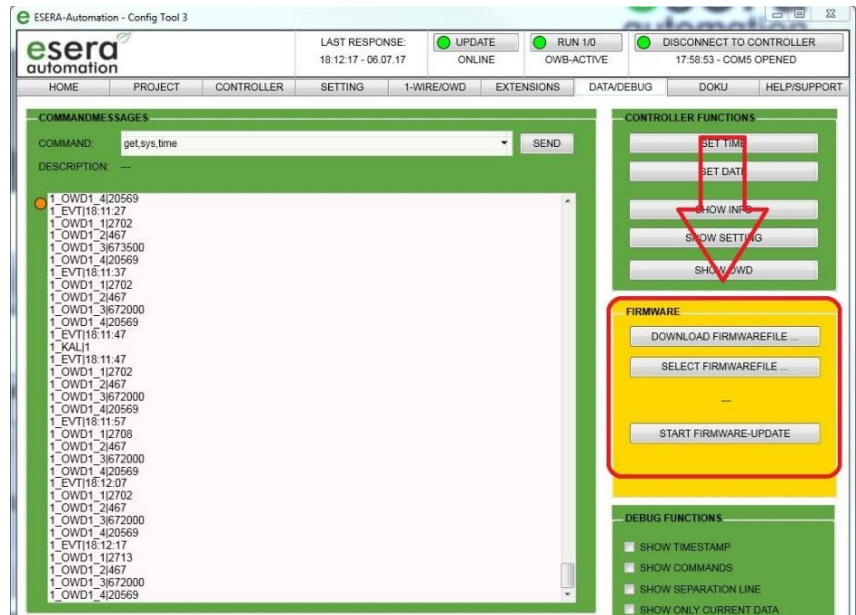 ESERA-Automation - Config Tool 3
esera
automation
LAST RESPONSE:
18:12:17 - 06.07.17
UPDATE
ONLINE
RUN 1/0
OWB-ACTIVE
DISCONNECT TO CONTROLLER
17:58:53 - COM5 OPENED
HOME PROJECT CONTROLLER SETTING 1-WIRE/OWD EXTENSIONS DATA/DEBUG DOKU HELP/SUPPORT
COMMANDMESSAGES
COMMAND: get,sys,time SEND
DESCRIPTION: ---
1_OWD1_4|20569
1_EVT|18:11:27
1_OWD1_1|2702
1_OWD1_2|467
1_OWD1_3|673500
1_EVT|18:11:37
1_OWD1_1|2702
1_OWD1_2|467
1_OWD1_3|672000
1_OWD1_4|20569
1_EVT|18:11:47
1_KAL|1
1_EVT|18:11:47
1_OWD1_1|2702
1_OWD1_2|467
1_OWD1_3|672000
1_OWD1_4|20569
1_EVT|18:11:57
1_OWD1_1|2708
1_OWD1_2|467
1_OWD1_3|672000
1_OWD1_4|20569
1_EVT|18:12:07
1_OWD1_1|2702
1_OWD1_2|467
1_OWD1_3|672000
1_OWD1_4|20569
1_EVT|18:12:17
1_OWD1_1|2713
1_OWD1_2|467
1_OWD1_3|672000
1_OWD1_4|20569
CONTROLLER FUNCTIONS
SET TIME
SET DATE
SHOW INFO
SHOW SETTING
SHOW OWD
FIRMWARE
DOWNLOAD FIRMWAREFILE ...
SELECT FIRMWAREFILE ...
---
START FIRMWARE-UPDATE
DEBUG FUNCTIONS
SHOW TIMESTAMP
SHOW COMMANDS
SHOW SEPARATION LINE
SHOW ONLY CURRENT DATA